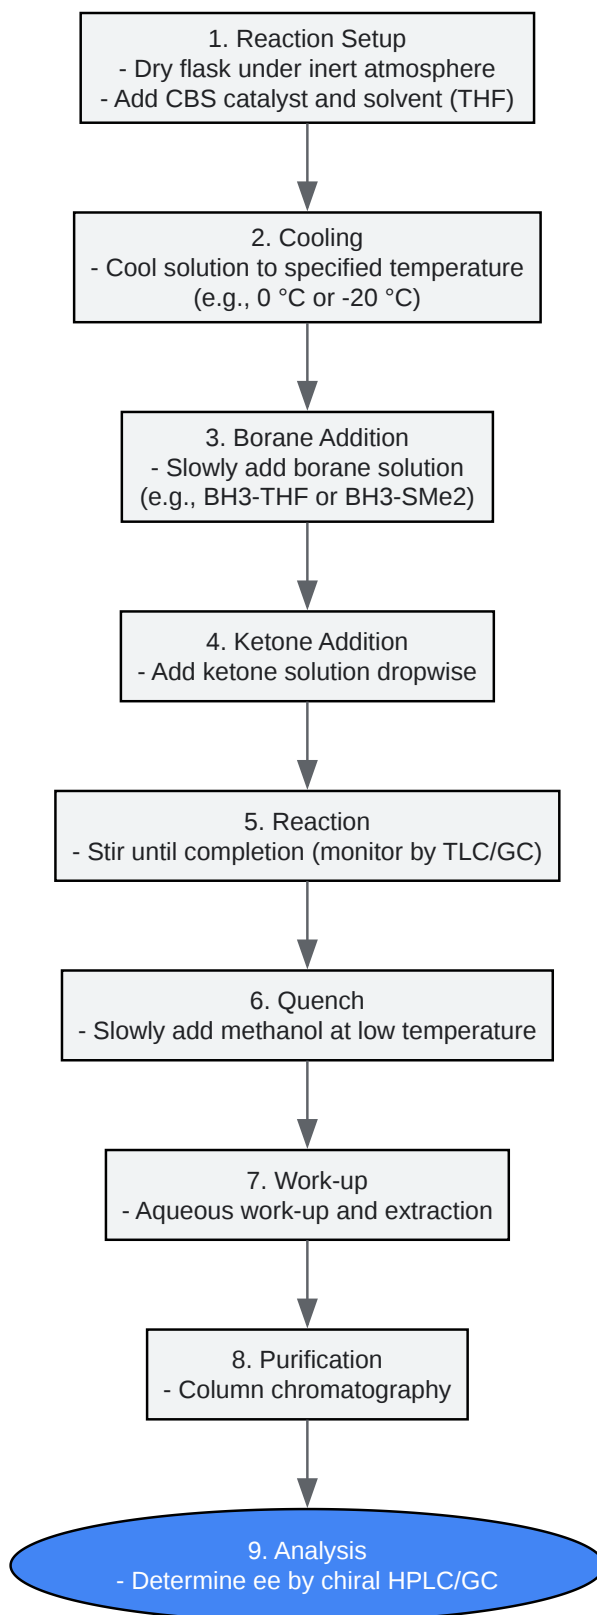 1. Reaction Setup
- Dry flask under inert atmosphere
- Add CBS catalyst and solvent (THF)
2. Cooling
- Cool solution to specified temperature
(e.g., 0 °C or -20 °C)
3. Borane Addition
- Slowly add borane solution
(e.g., BH3-THF or BH3-SMe2)
4. Ketone Addition
- Add ketone solution dropwise
5. Reaction
- Stir until completion (monitor by TLC/GC)
6. Quench
- Slowly add methanol at low temperature
7. Work-up
- Aqueous work-up and extraction
8. Purification
- Column chromatography
9. Analysis
- Determine ee by chiral HPLC/GC